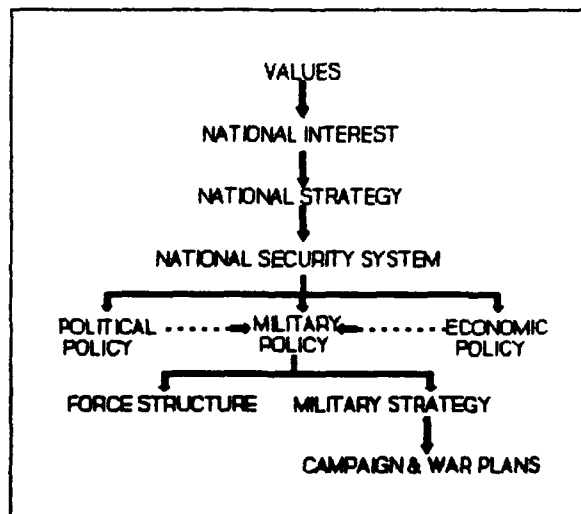 VALUES
NATIONAL INTEREST
NATIONAL STRATEGY
NATIONAL SECURITY SYSTEM
POLITICAL POLICY
MILITARY POLICY
ECONOMIC POLICY
FORCE STRUCTURE
MILITARY STRATEGY
CAMPAIGN & WAR PLANS